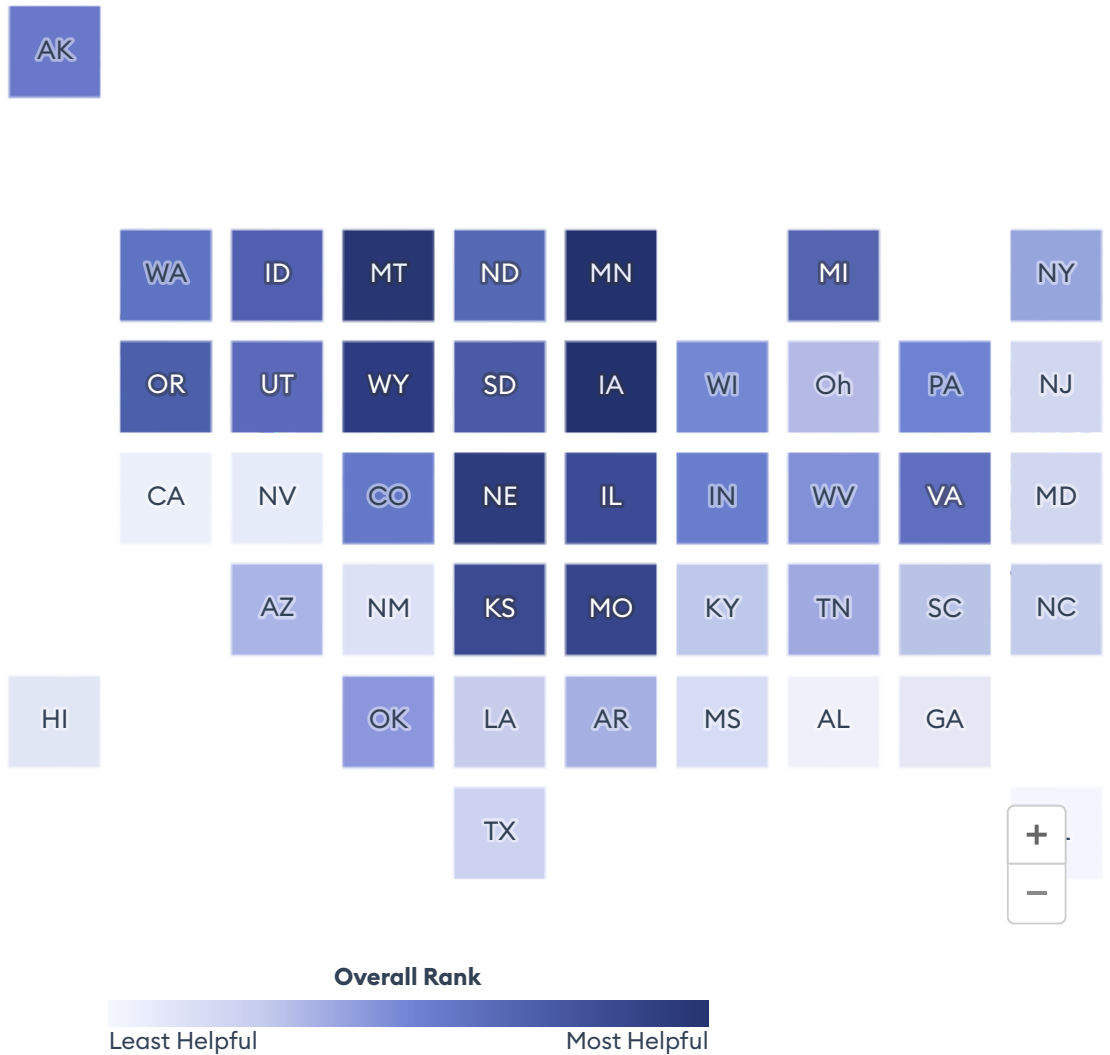 AK
WA ID MT ND MN MI NY
OR UT WY SD IA WI Oh PA NJ
CA NV CO NE IL IN WV VA MD
AZ NM KS MO KY TN SC NC
HI OK LA AR MS AL GA
TX
+
−
Overall Rank
Least Helpful Most Helpful